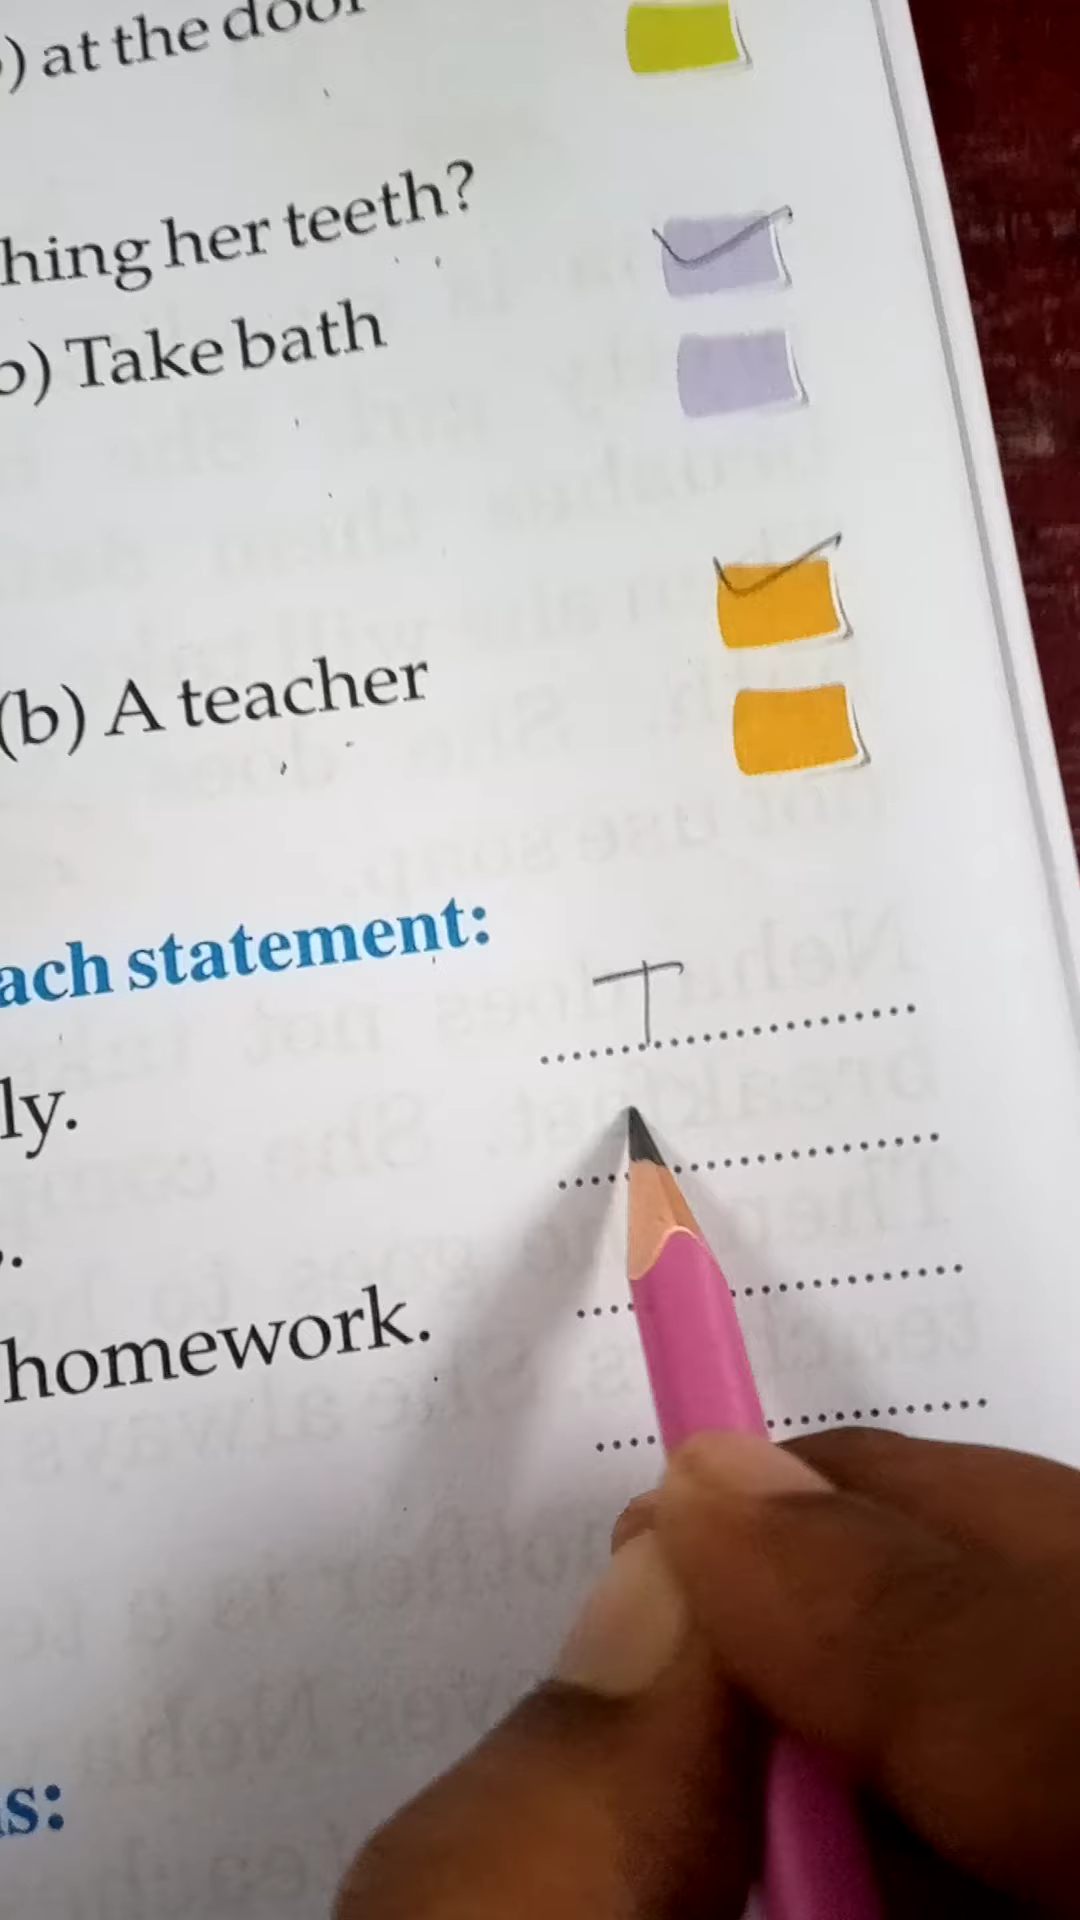 ) at the door
hing her teeth?
b) Take bath
(b) A teacher
ach statement:
T
ly.
homework.
s: